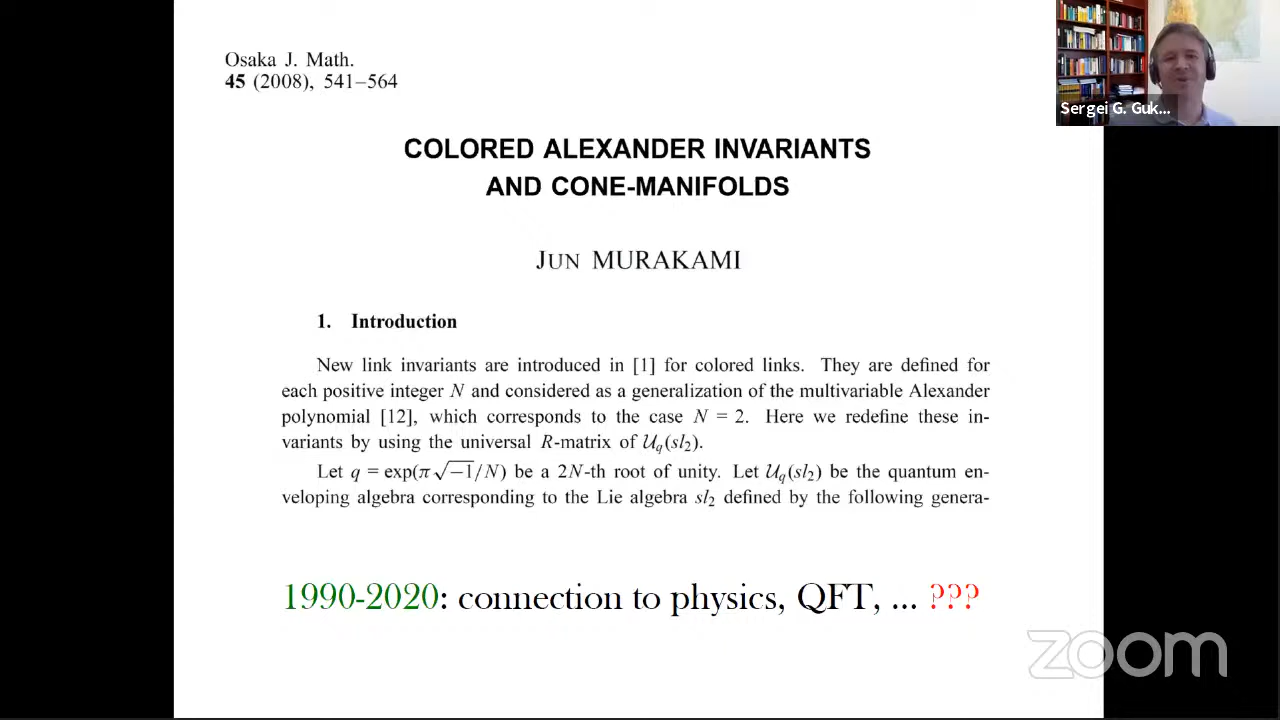 Osaka J. Math.
45 (2008), 541–564
Sergei G. Guk...
COLORED ALEXANDER INVARIANTS
AND CONE-MANIFOLDS
JUN MURAKAMI
1. Introduction
New link invariants are introduced in [1] for colored links. They are defined for
each positive integer N and considered as a generalization of the multivariable Alexander
polynomial [12], which corresponds to the case N = 2. Here we redefine these in-
variants by using the universal R-matrix of 𝒰q(sl2).
Let q = exp(π√−1/N) be a 2N-th root of unity. Let 𝒰q(sl2) be the quantum en-
veloping algebra corresponding to the Lie algebra sl2 defined by the following genera-
1990-2020: connection to physics, QFT, ... ???
zoom